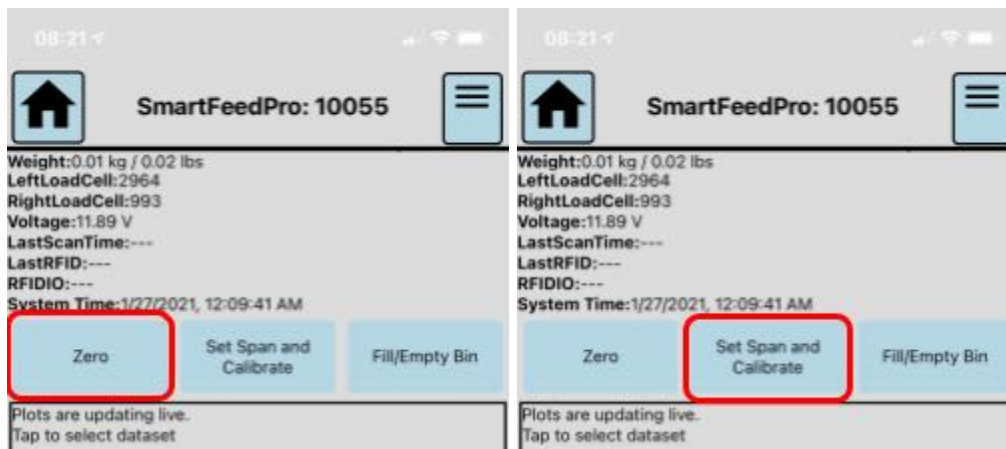 08:21
SmartFeedPro: 10055
Weight:0.01 kg / 0.02 lbs
LeftLoadCell:2964
RightLoadCell:993
Voltage:11.89 V
LastScanTime:---
LastRFID:---
RFIDIO:---
System Time:1/27/2021, 12:09:41 AM
Zero
Set Span and
Calibrate
Fill/Empty Bin
Plots are updating live.
Tap to select dataset
08:21
SmartFeedPro: 10055
Weight:0.01 kg / 0.02 lbs
LeftLoadCell:2964
RightLoadCell:993
Voltage:11.89 V
LastScanTime:---
LastRFID:---
RFIDIO:---
System Time:1/27/2021, 12:09:41 AM
Zero
Set Span and
Calibrate
Fill/Empty Bin
Plots are updating live.
Tap to select dataset